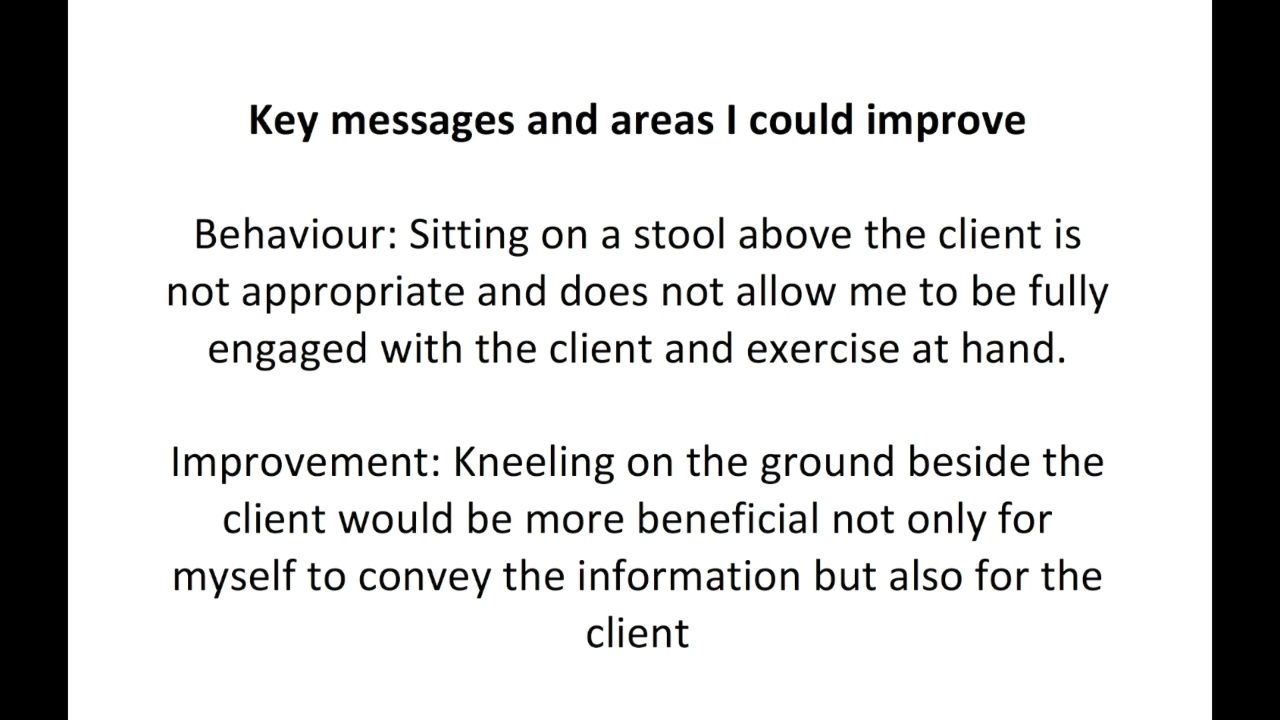 Key messages and areas I could improve
Behaviour: Sitting on a stool above the client is
not appropriate and does not allow me to be fully
engaged with the client and exercise at hand.
Improvement: Kneeling on the ground beside the
client would be more beneficial not only for
myself to convey the information but also for the
client